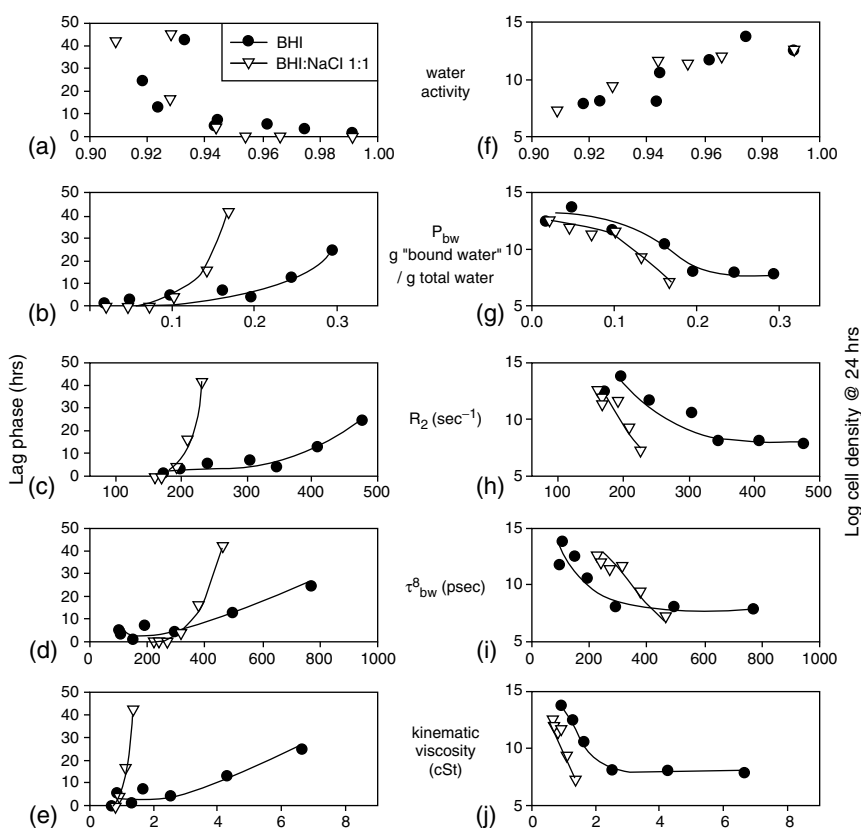 50
40
30
20
10
0
(a)
0.90 0.92 0.94 0.96 0.98 1.00
BHI
BHI:NaCl 1:1
water
activity
15
10
5
(f)
0.90 0.92 0.94 0.96 0.98 1.00
50
40
30
20
10
0
(b)
0.1 0.2 0.3
P_bw
g "bound water"
/ g total water
15
10
5
(g)
0.0 0.1 0.2 0.3
Lag phase (hrs)
50
40
30
20
10
0
(c)
100 200 300 400 500
R₂ (sec⁻¹)
15
10
5
(h)
100 200 300 400 500
Log cell density @ 24 hrs
50
40
30
20
10
0
(d)
0 200 400 600 800 1000
τ⁸_bw (psec)
15
10
5
(i)
0 200 400 600 800 1000
50
40
30
20
10
0
(e)
0 2 4 6 8
kinematic
viscosity
(cSt)
15
10
5
(j)
0 2 4 6 8